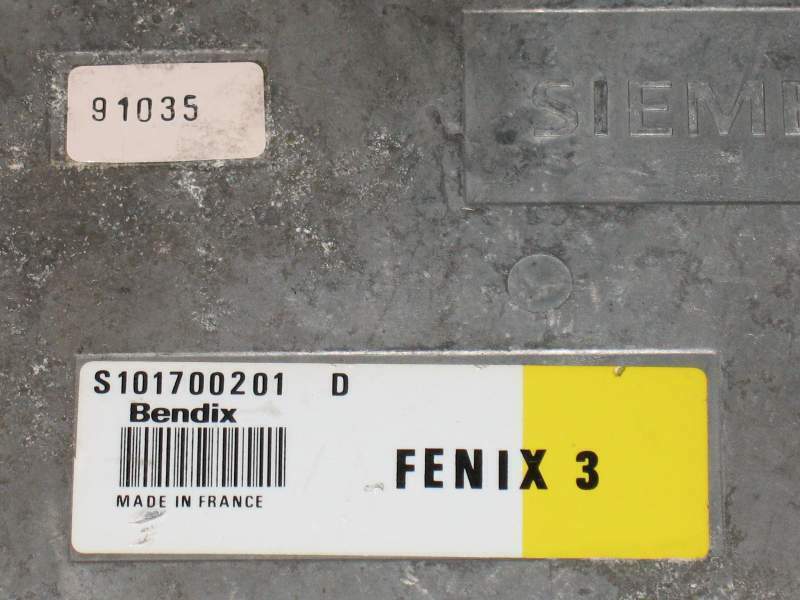 91035
SIEM
S101700201 D
Bendix
MADE IN FRANCE
FENIX 3